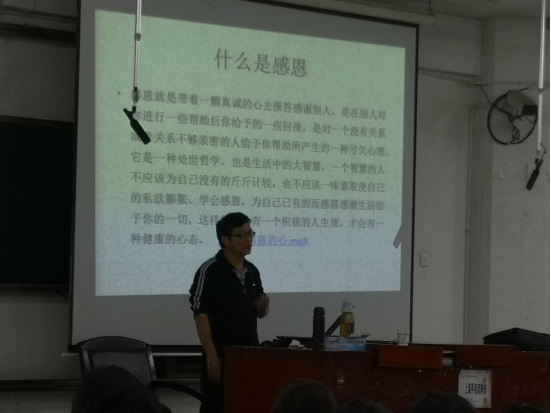 什么是感恩
恩就是带着一颗真诚的心去报答感谢别人，是在别人对
进行一些帮助后你给予的一些回报，是对一个没有关系
关系不够亲密的人给予你帮助所产生的一种亏欠心理。
它是一种处世哲学，也是生活中的大智慧。一个智慧的人
不应该为自己没有的斤斤计较，也不应该一味索取使自己
的私欲膨胀。学会感恩，为自己已有的而感恩感谢生活给
予你的一切。这样 有一个积极的人生观，才会有一
种健康的心态。 恩的心.mp3